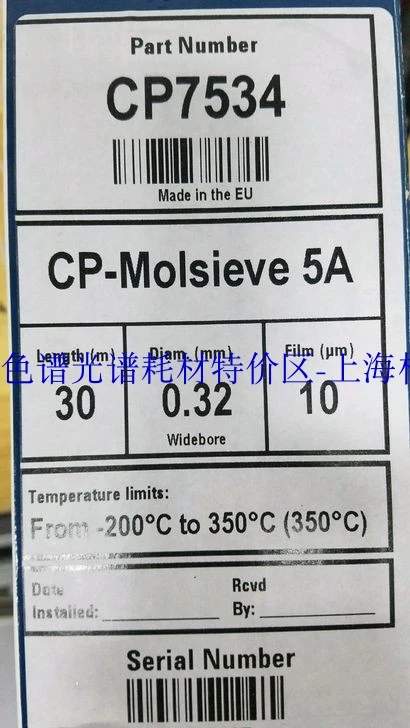 Part Number
CP7534
Made in the EU
CP-Molsieve 5A
Length (m) Diam. (mm) Film (µm)
色谱光谱耗材特价区-上海
30 0.32 10
Widebore
Temperature limits:
From -200°C to 350°C (350°C)
Date Rcvd
Installed: By:
Serial Number